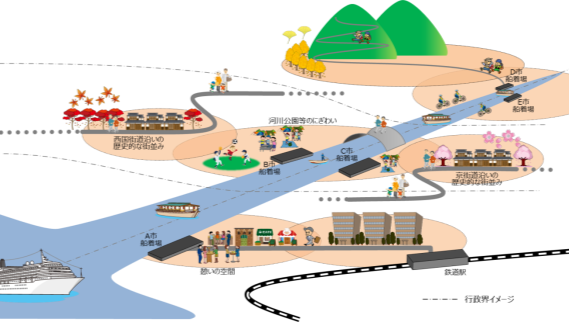 D市
船着場
E市
船着場
河川公園等のにぎわい
西国街道沿いの
歴史的な街並み
B市
船着場
C市
船着場
京街道沿いの
歴史的な街並み
A市
船着場
憩いの空間
鉄道駅
行政界イメージ